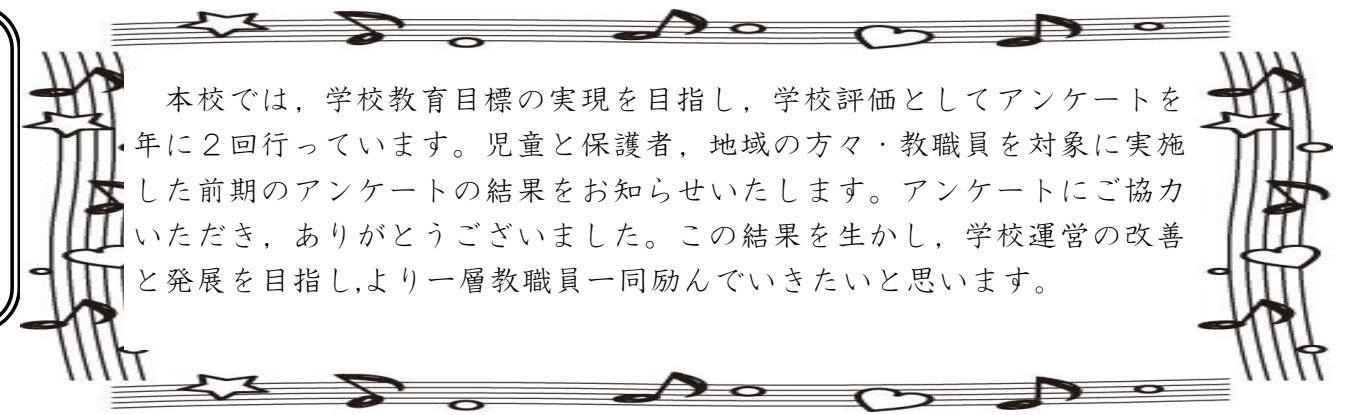 本校では，学校教育目標の実現を目指し，学校評価としてアンケートを
年に２回行っています。児童と保護者，地域の方々・教職員を対象に実施
した前期のアンケートの結果をお知らせいたします。アンケートにご協力
いただき，ありがとうございました。この結果を生かし，学校運営の改善
と発展を目指し,より一層教職員一同励んでいきたいと思います。